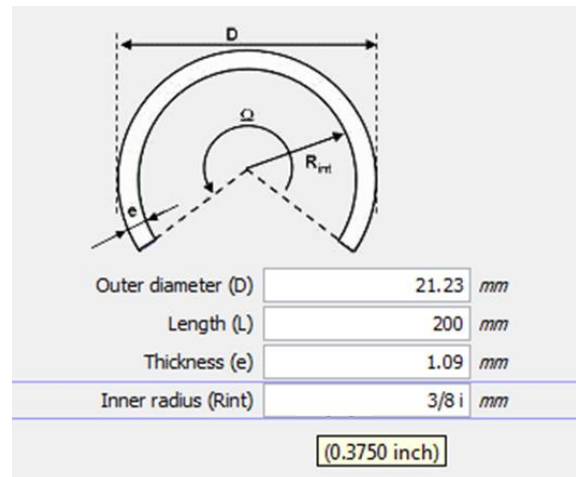 D
Ω
R int
e
Outer diameter (D) 21.23 mm
Length (L) 200 mm
Thickness (e) 1.09 mm
Inner radius (Rint) 3/8 i mm
(0.3750 inch)